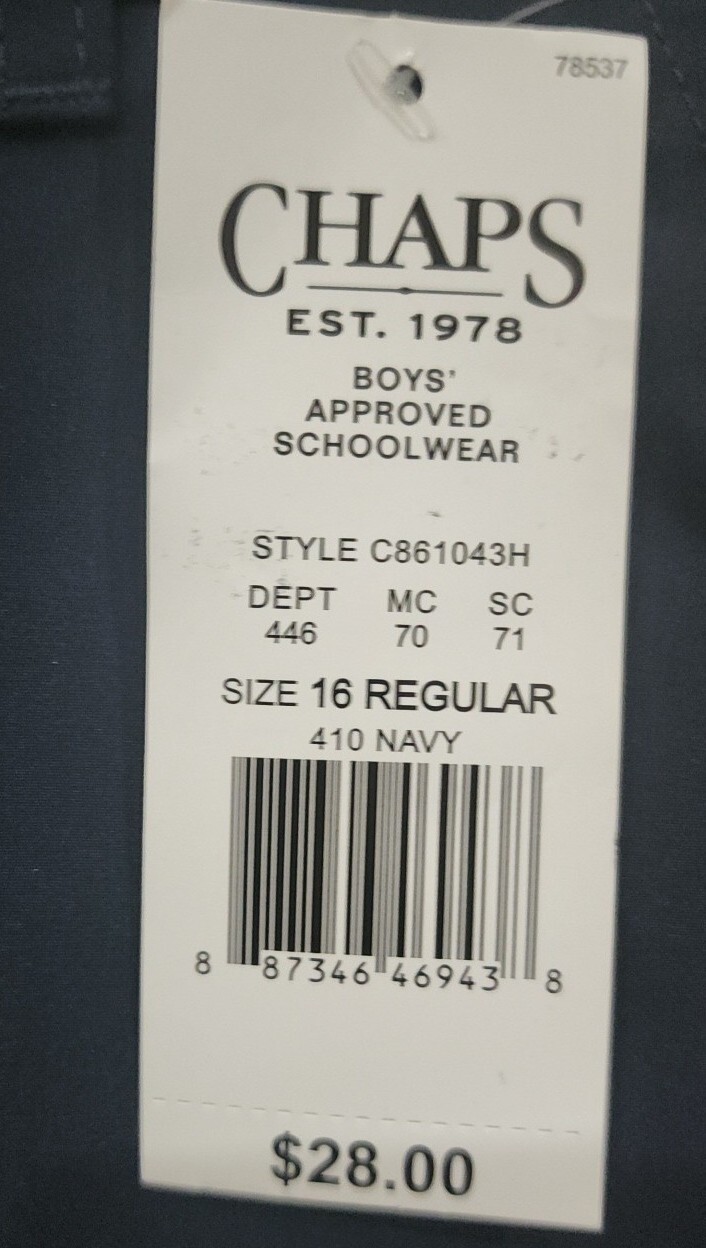 78537
CHAPS
EST. 1978
BOYS'
APPROVED
SCHOOLWEAR
STYLE C861043H
DEPT MC SC
446 70 71
SIZE 16 REGULAR
410 NAVY
8 87346 46943 8
$28.00